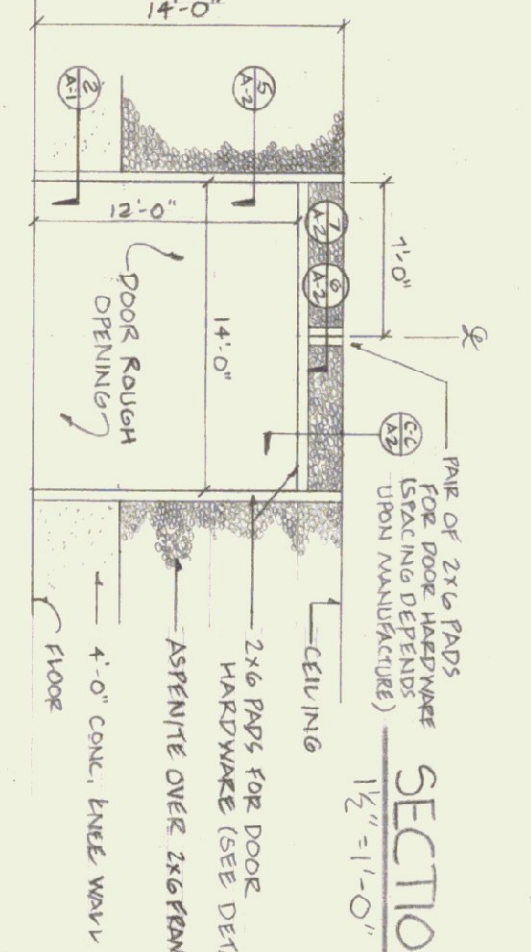 14'-0"
2
A-1
5
A-2
12'-0"
7
A-2
6
A-2
7'-0"
DOOR ROUGH
OPENING
14'-0"
℄
C-C
A2
PAIR OF 2x6 PADS
FOR DOOR HARDWARE
(SPACING DEPENDS
UPON MANUFACTURE)
CEILING
2x6 PADS FOR DOOR
HARDWARE (SEE DET
ASPENITE OVER 2x6 FRAN
4'-0" CONC. KNEE WALL
FLOOR
SECTIO
1½" = 1'-0"